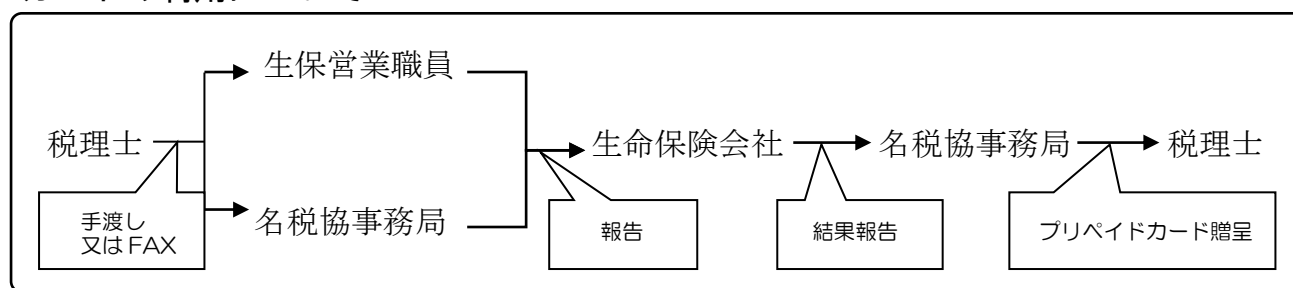 生保営業職員
税理士
生命保険会社
名税協事務局
税理士
名税協事務局
手渡し
又はFAX
報告
結果報告
プリペイドカード贈呈